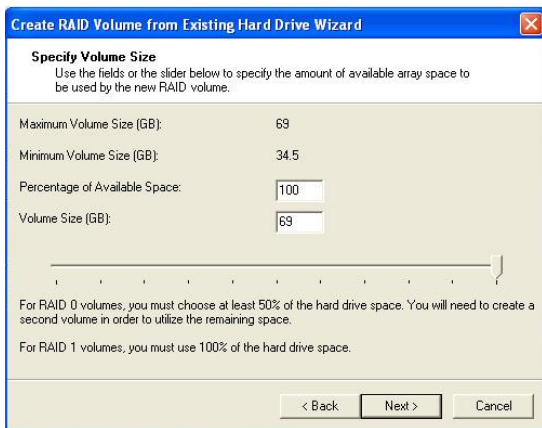 Create RAID Volume from Existing Hard Drive Wizard
Specify Volume Size
Use the fields or the slider below to specify the amount of available array space to
be used by the new RAID volume.
Maximum Volume Size (GB): 69
Minimum Volume Size (GB): 34.5
Percentage of Available Space: 100
Volume Size (GB): 69
For RAID 0 volumes, you must choose at least 50% of the hard drive space. You will need to create a
second volume in order to utilize the remaining space.
For RAID 1 volumes, you must use 100% of the hard drive space.
< Back Next > Cancel